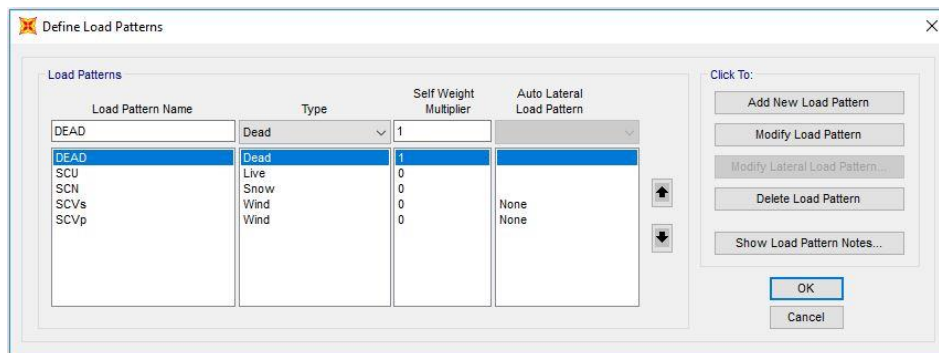 Define Load Patterns
Load Patterns
Click To:
Load Pattern Name Type Self Weight Multiplier Auto Lateral Load Pattern
DEAD Dead 1
DEAD Dead 1
SCU Live 0
SCN Snow 0
SCVs Wind 0 None
SCVp Wind 0 None
Add New Load Pattern
Modify Load Pattern
Modify Lateral Load Pattern...
Delete Load Pattern
Show Load Pattern Notes...
OK
Cancel